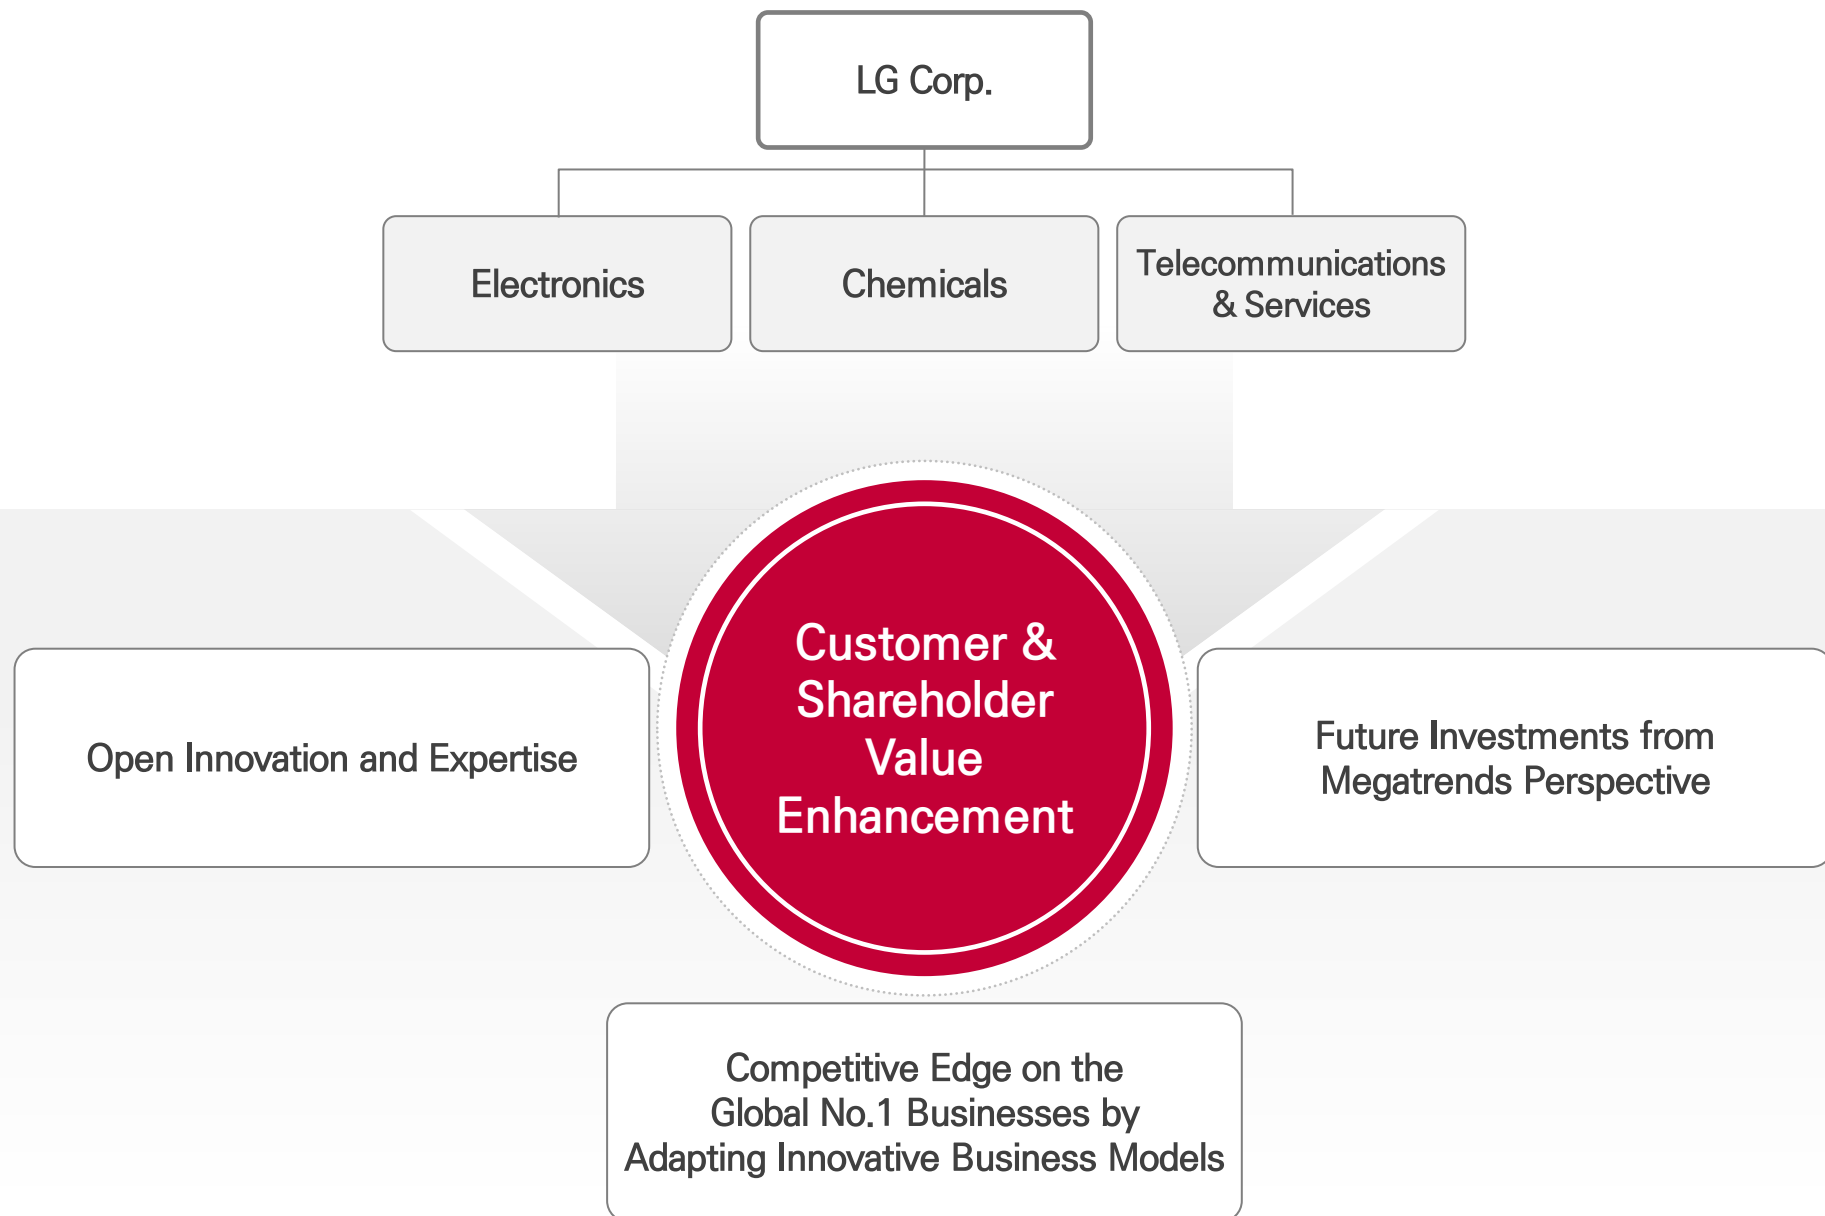 LG Corp.
Electronics
Chemicals
Telecommunications
& Services
Customer &
Shareholder
Value
Enhancement
Open Innovation and Expertise
Future Investments from
Megatrends Perspective
Competitive Edge on the
Global No.1 Businesses by
Adapting Innovative Business Models